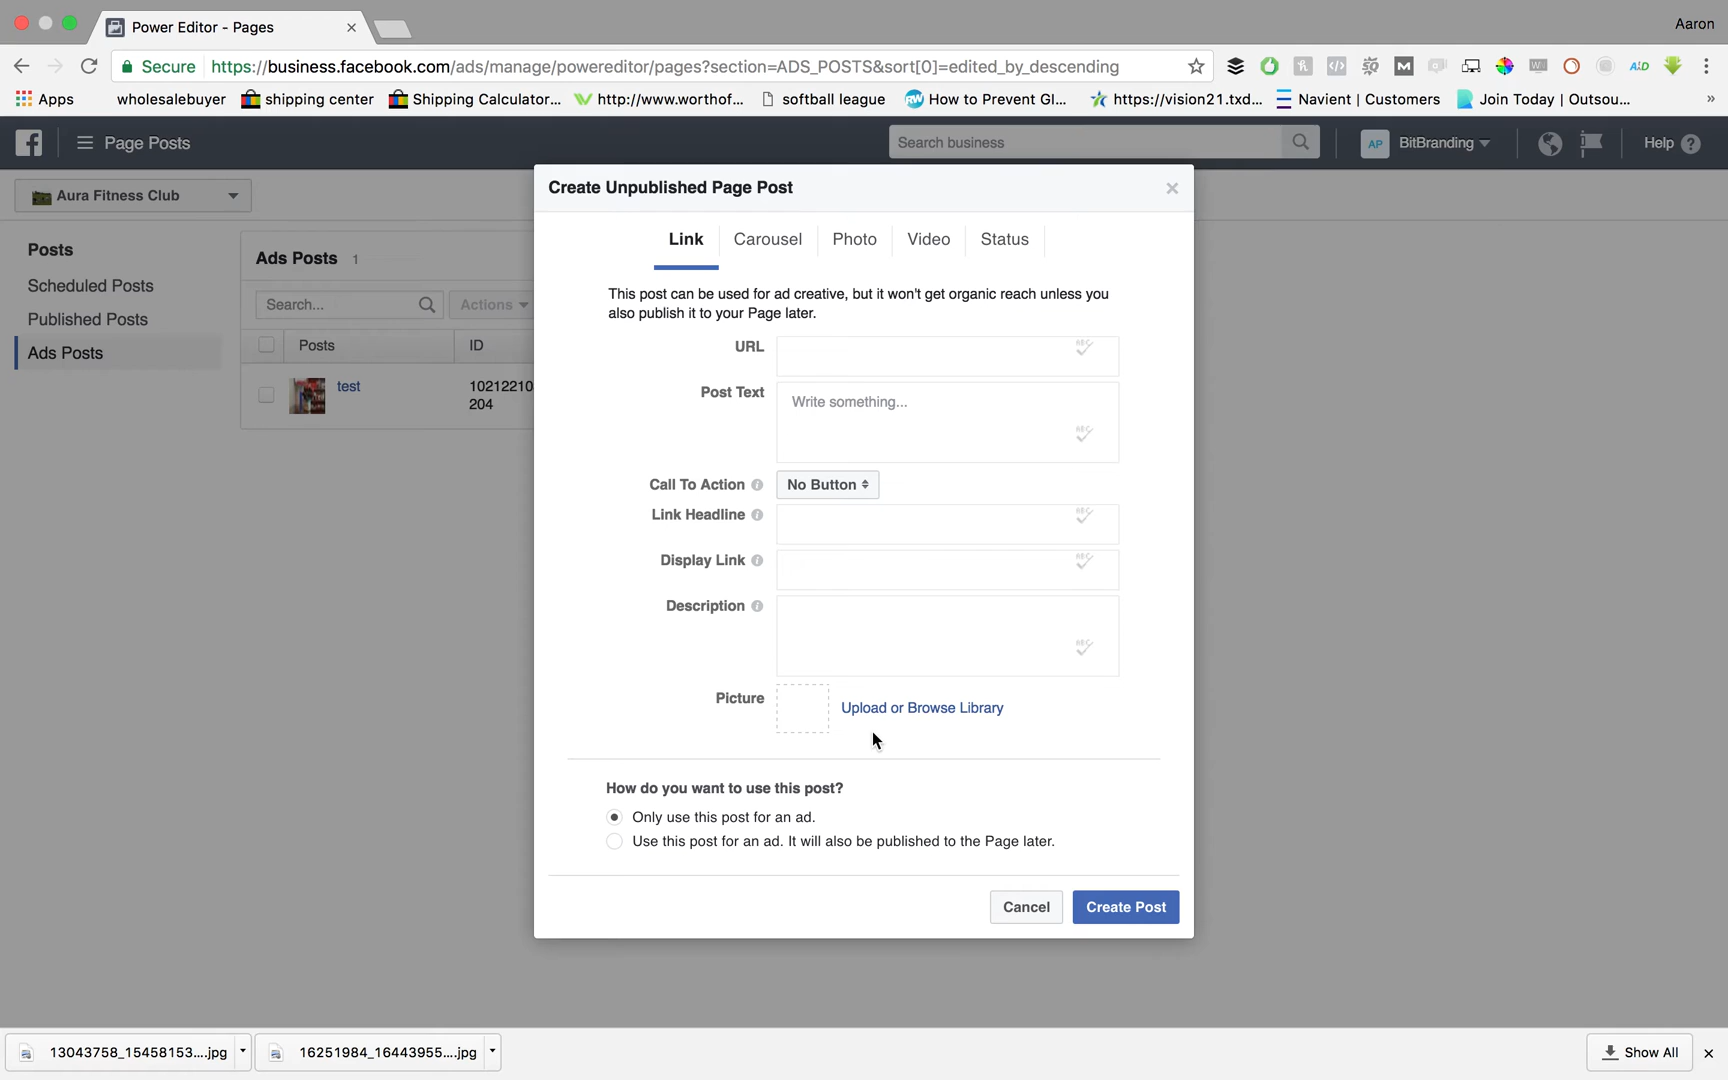 Power Editor - Pages
Aaron
Secure
https://business.facebook.com/ads/manage/powereditor/pages?section=ADS_POSTS&sort[0]=edited_by_descending
Apps
wholesalebuyer
shipping center
Shipping Calculator...
http://www.worthof...
softball league
How to Prevent Gl...
https://vision21.txd...
Navient | Customers
Join Today | Outsou...
»
Page Posts
Search business
AP
BitBranding
Help ?
Aura Fitness Club
Create Unpublished Page Post
Posts
Scheduled Posts
Published Posts
Ads Posts
Ads Posts 1
Search...
Actions
Posts
ID
test
10212210
204
Link
Carousel
Photo
Video
Status
This post can be used for ad creative, but it won't get organic reach unless you
also publish it to your Page later.
URL
Post Text
Write something...
Call To Action
No Button
Link Headline
Display Link
Description
Picture
Upload or Browse Library
How do you want to use this post?
Only use this post for an ad.
Use this post for an ad. It will also be published to the Page later.
Cancel
Create Post
13043758_15458153....jpg
16251984_16443955....jpg
Show All